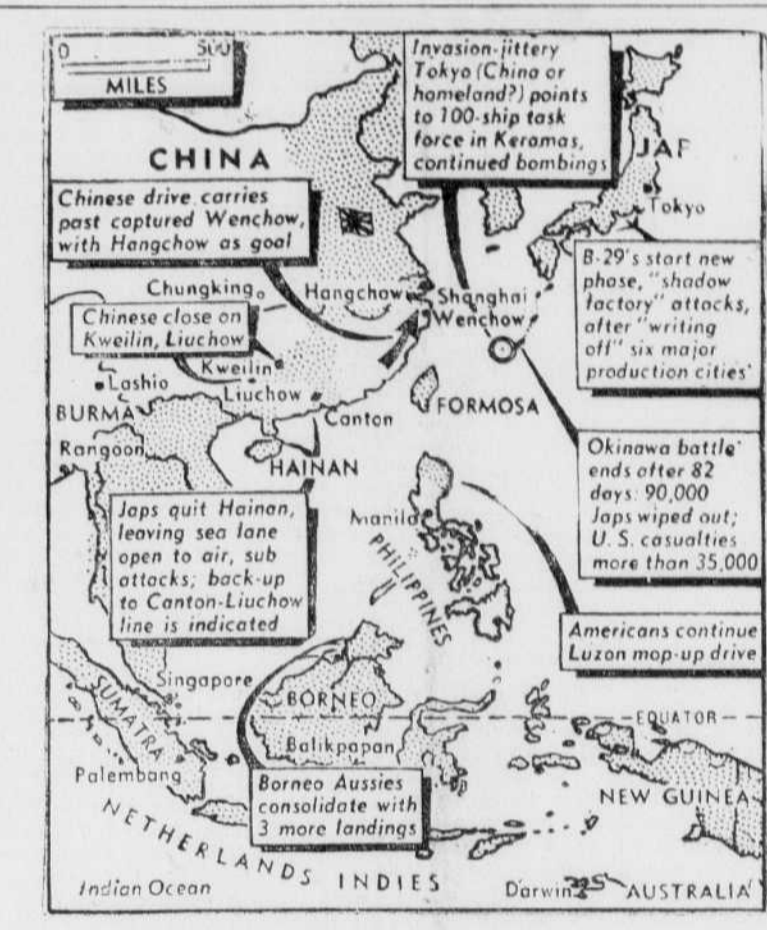 0 500
MILES
Invasion-jittery
Tokyo (China or
homeland?) points
to 100-ship task
force in Keramas,
continued bombings
CHINA
JAP
Tokyo
Chinese drive carries
past captured Wenchow,
with Hangchow as goal
B-29's start new
phase, "shadow
factory" attacks,
after "writing
off" six major
production cities
Chungking
Hangchow
Shanghai
Wenchow
Chinese close on
Kweilin, Liuchow
Kweilin
Lashio
Liuchow
BURMA
Canton
FORMOSA
Rangoon
HAINAN
Okinawa battle
ends after 82
days: 90,000
Japs wiped out;
U. S. casualties
more than 35,000
Japs quit Hainan,
leaving sea lane
open to air, sub
attacks; back-up
to Canton-Liuchow
line is indicated
Manila
PHILIPPINES
Americans continue
Luzon mop-up drive
Singapore
SUMATRA
BORNEO
EQUATOR
Balikpapan
Palembang
Borneo Aussies
consolidate with
3 more landings
NEW GUINEA
NETHERLANDS INDIES
Indian Ocean
Darwin
AUSTRALIA